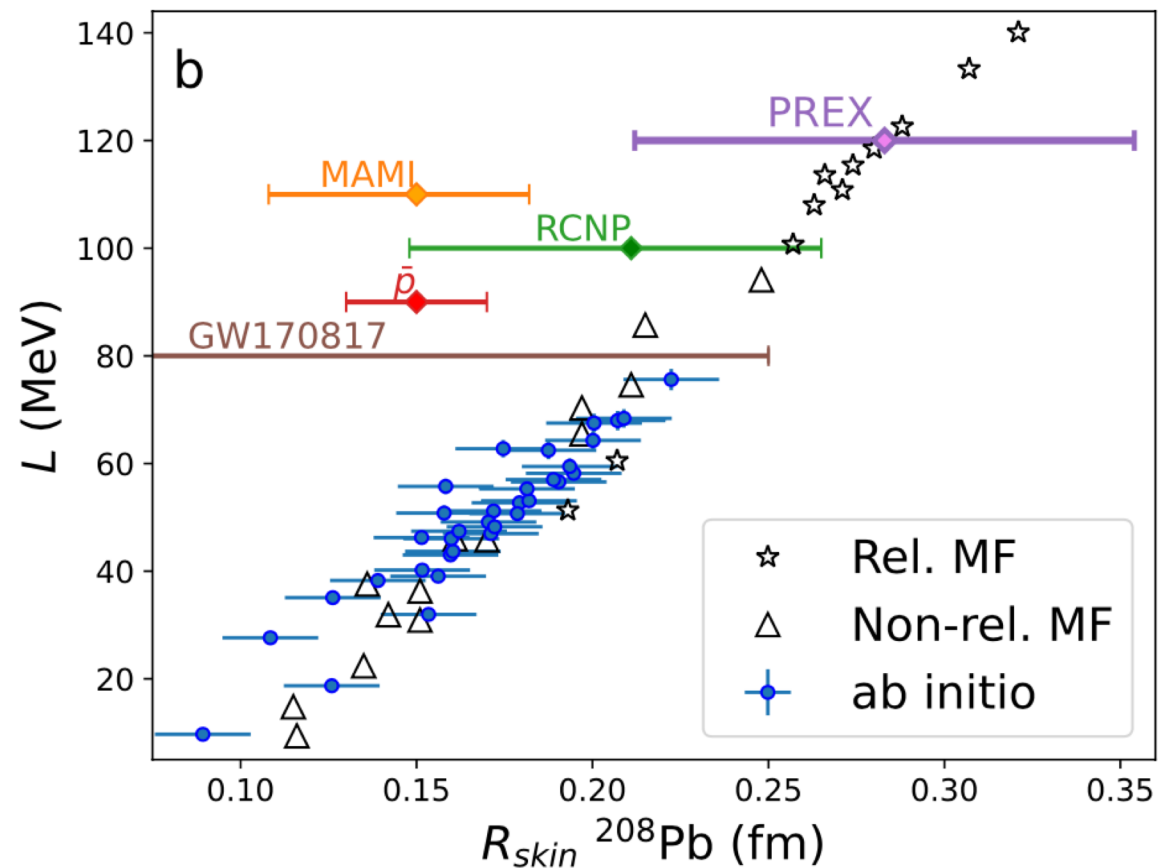 b
140
120
100
80
60
40
20
L (MeV)
PREX
MAMI
RCNP
p̄
GW170817
Rel. MF
Non-rel. MF
ab initio
0.10 0.15 0.20 0.25 0.30 0.35
R_skin ²⁰⁸Pb (fm)